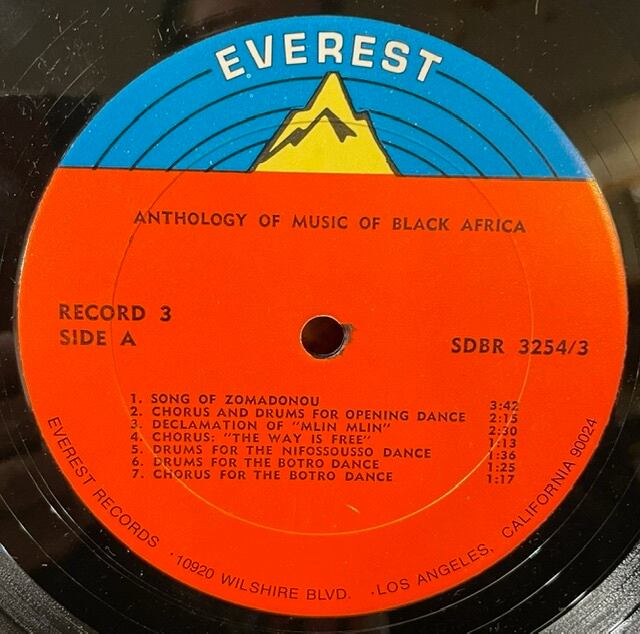 EVEREST
ANTHOLOGY OF MUSIC OF BLACK AFRICA
RECORD 3
SIDE A
SDBR 3254/3
1. SONG OF ZOMADONOU 3:42
2. CHORUS AND DRUMS FOR OPENING DANCE 2:15
3. DECLAMATION OF "MLIN MLIN" 2:30
4. CHORUS: "THE WAY IS FREE" 1:13
5. DRUMS FOR THE NIFOSSOUSSO DANCE 1:36
6. DRUMS FOR THE BOTRO DANCE 1:25
7. CHORUS FOR THE BOTRO DANCE 1:17
EVEREST RECORDS · 10920 WILSHIRE BLVD. · LOS ANGELES, CALIFORNIA 90024